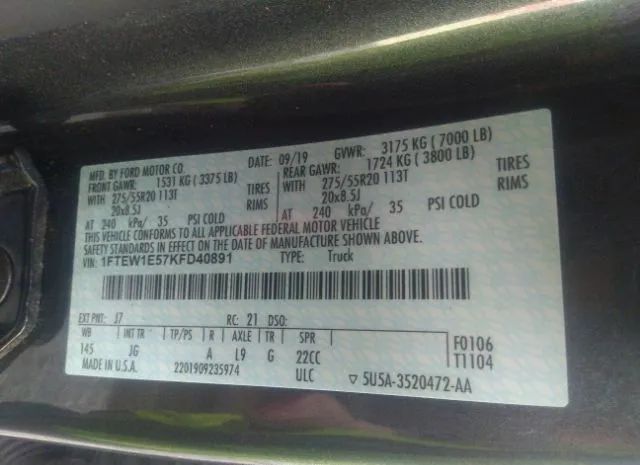 MFD. BY FORD MOTOR CO. DATE: 09/19 GVWR: 3175 KG ( 7000 LB)
FRONT GAWR: 1531 KG ( 3375 LB) REAR GAWR: 1724 KG ( 3800 LB)
WITH 275/55R20 113T TIRES WITH 275/55R20 113T TIRES
20x8.5J RIMS 20x8.5J RIMS
AT 240 kPa/ 35 PSI COLD AT 240 kPa/ 35 PSI COLD
THIS VEHICLE CONFORMS TO ALL APPLICABLE FEDERAL MOTOR VEHICLE
SAFETY STANDARDS IN EFFECT ON THE DATE OF MANUFACTURE SHOWN ABOVE
VIN: 1FTEW1E57KFD40891 TYPE: Truck
EXT PNT: J7 RC: 21 DSO:
WB INT TR TP/PS R AXLE TR SPR F0106
145 JG A L9 G 22CC T1104
MADE IN U.S.A. 2201909235974 ULC ▽ 5U5A-3520472-AA